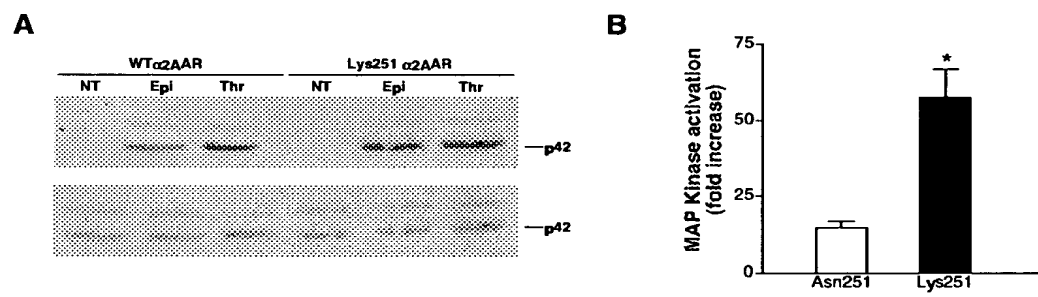 A
WTα2AAR Lys251 α2AAR
NT Epi Thr NT Epi Thr
p42
p42
B
MAP Kinase activation
(fold increase)
75
50
25
0
*
Asn251 Lys251